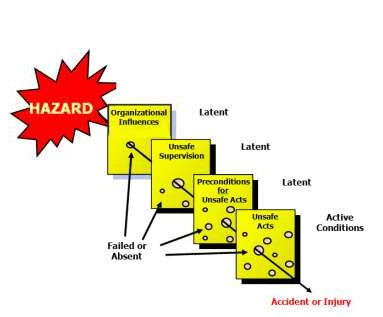 HAZARD
Organizational
Influences
Latent
Unsafe
Supervision
Latent
Preconditions
for
Unsafe Acts
Latent
Unsafe
Acts
Active
Conditions
Failed or
Absent
Accident or Injury